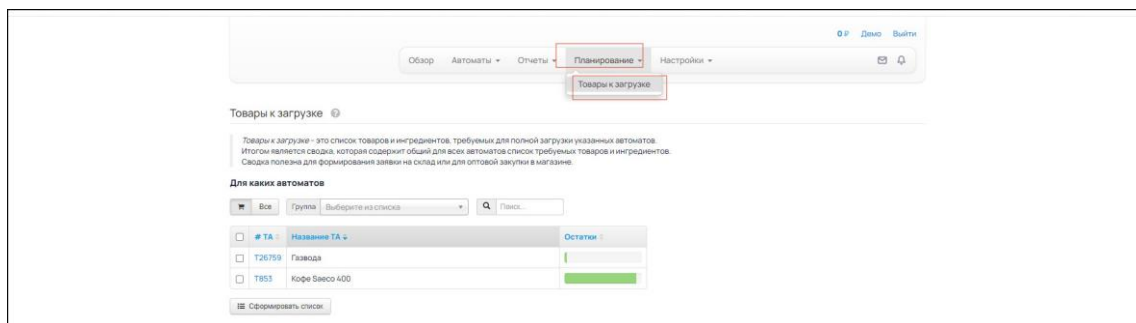 0 ₽ Демо Выйти
Обзор Автоматы Отчеты Планирование Настройки
Товары к загрузке
Товары к загрузке
Товары к загрузке – это список товаров и ингредиентов, требуемых для полной загрузки указанных автоматов.
Итогом является сводка, которая содержит общий для всех автоматов список требуемых товаров и ингредиентов.
Сводка полезна для формирования заявки на склад или для оптовой закупки в магазине.
Для каких автоматов
Все Группа Выберите из списка Поиск...
# ТА Название ТА Остатки
T26759 Газвода
T853 Кофе Saeco 400
Сформировать список